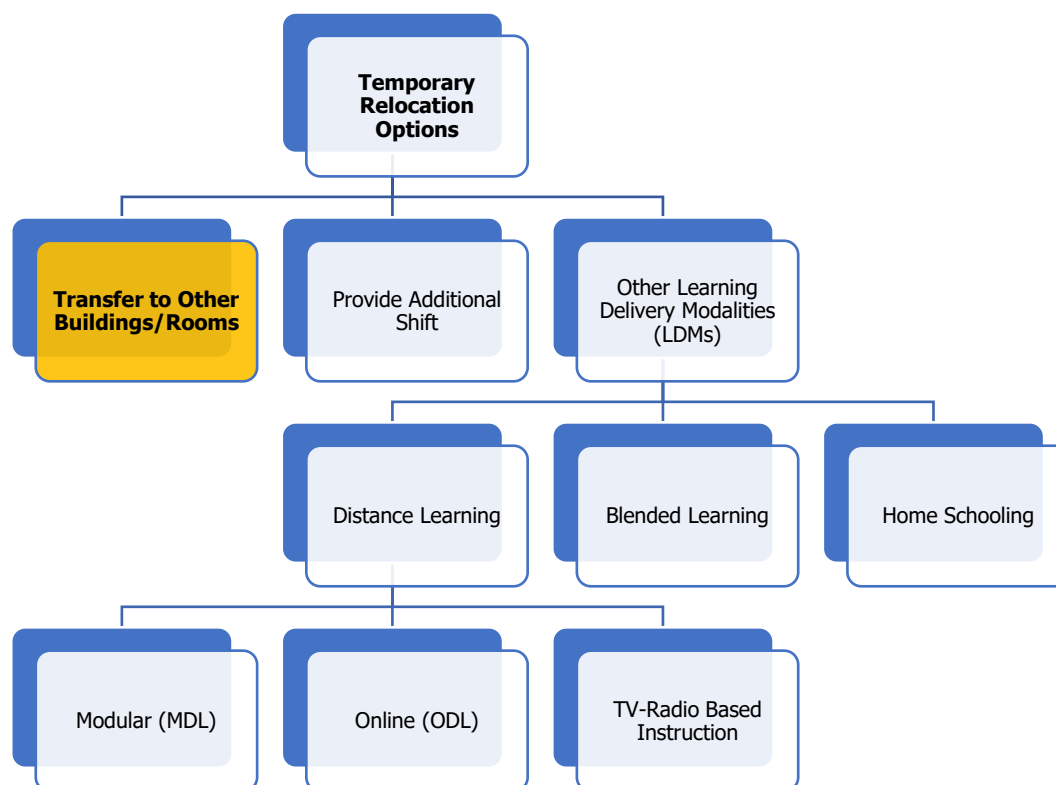 Temporary
Relocation
Options
Transfer to Other
Buildings/Rooms
Provide Additional
Shift
Other Learning
Delivery Modalities
(LDMs)
Distance Learning
Blended Learning
Home Schooling
Modular (MDL)
Online (ODL)
TV-Radio Based
Instruction